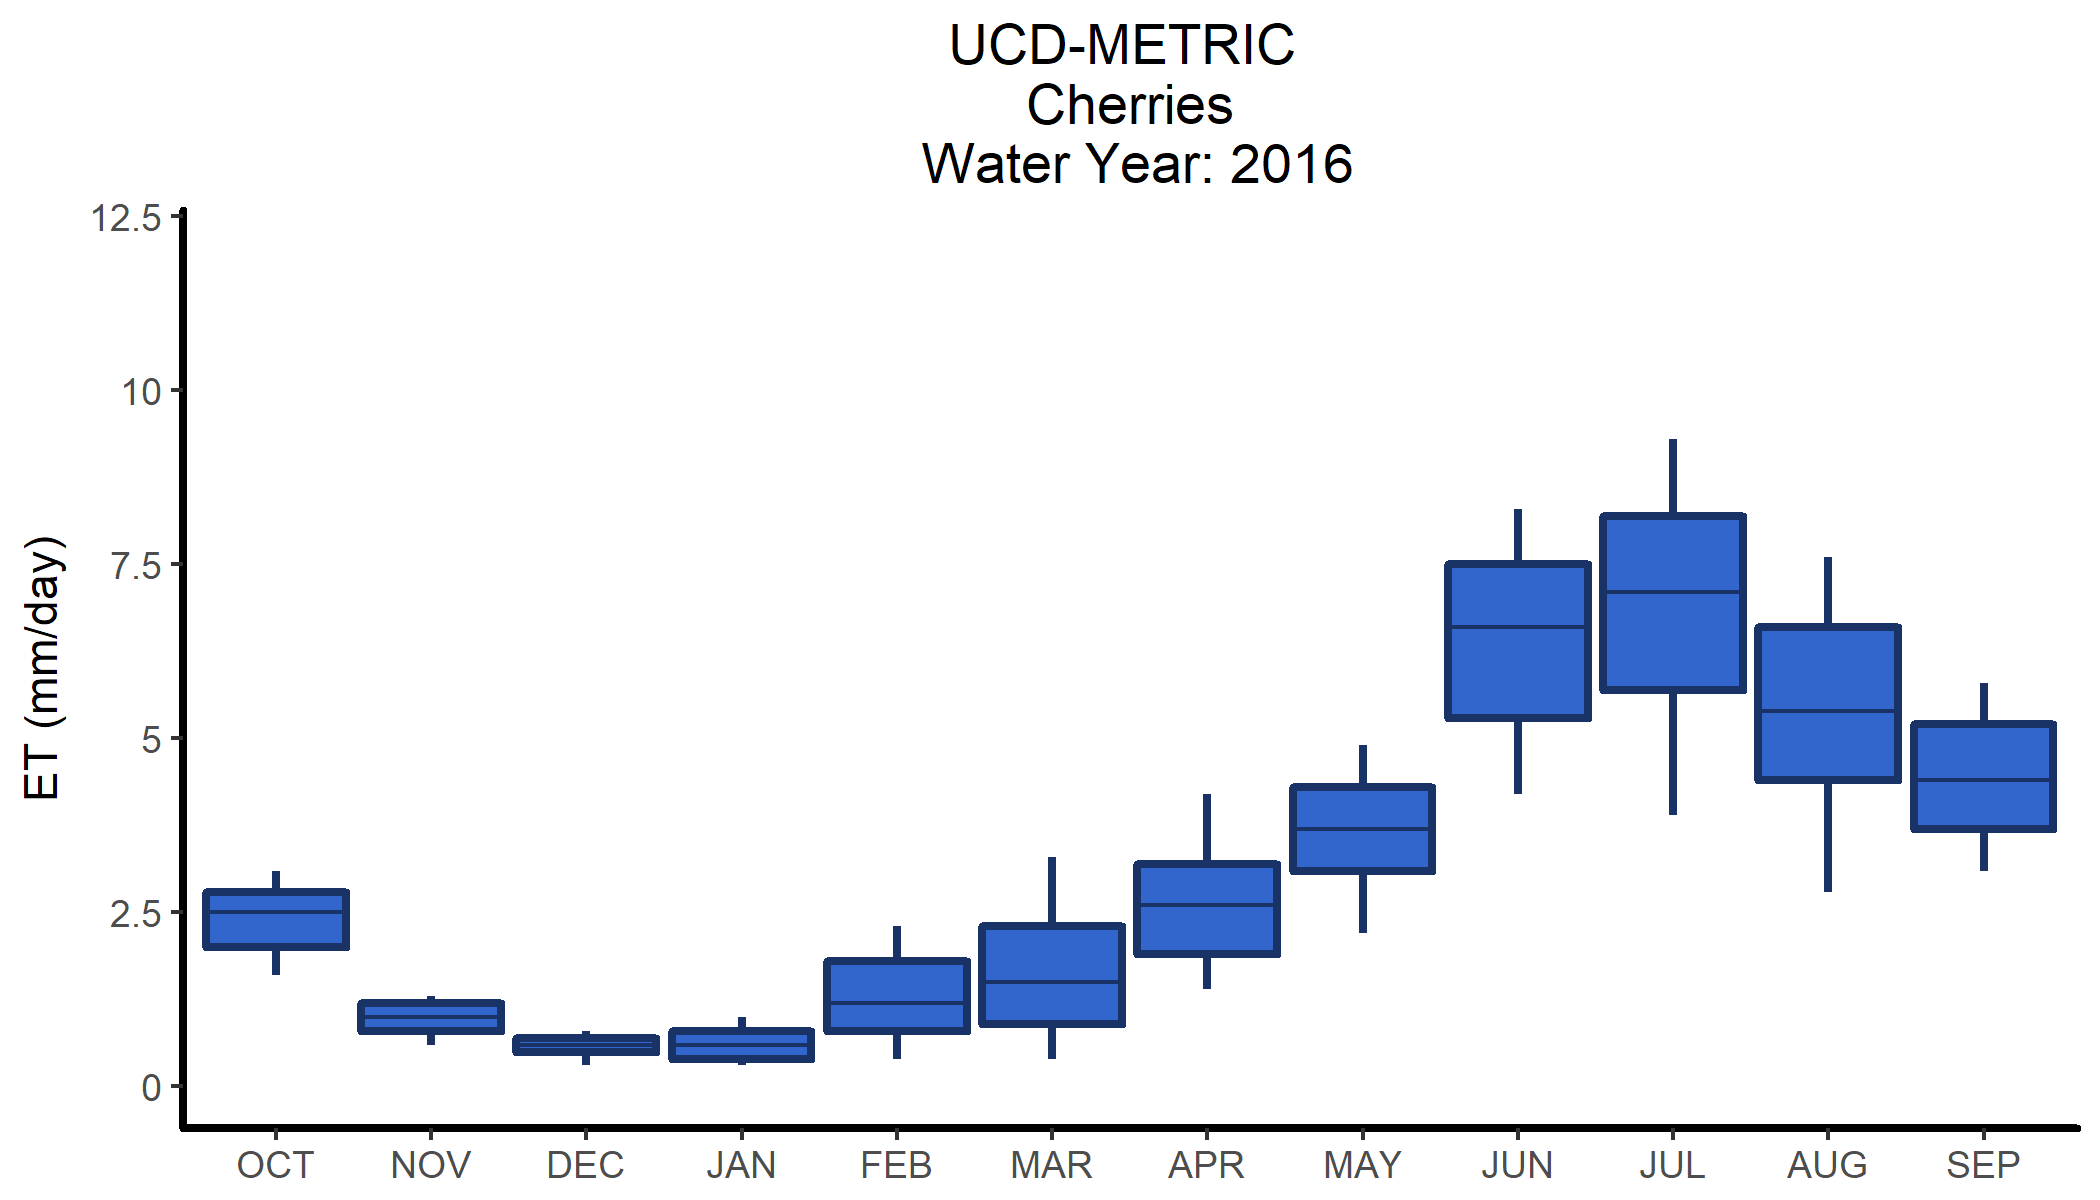 UCD-METRIC
Cherries
Water Year: 2016
12.5
10
7.5
5
2.5
0
ET (mm/day)
OCT NOV DEC JAN FEB MAR APR MAY JUN JUL AUG SEP